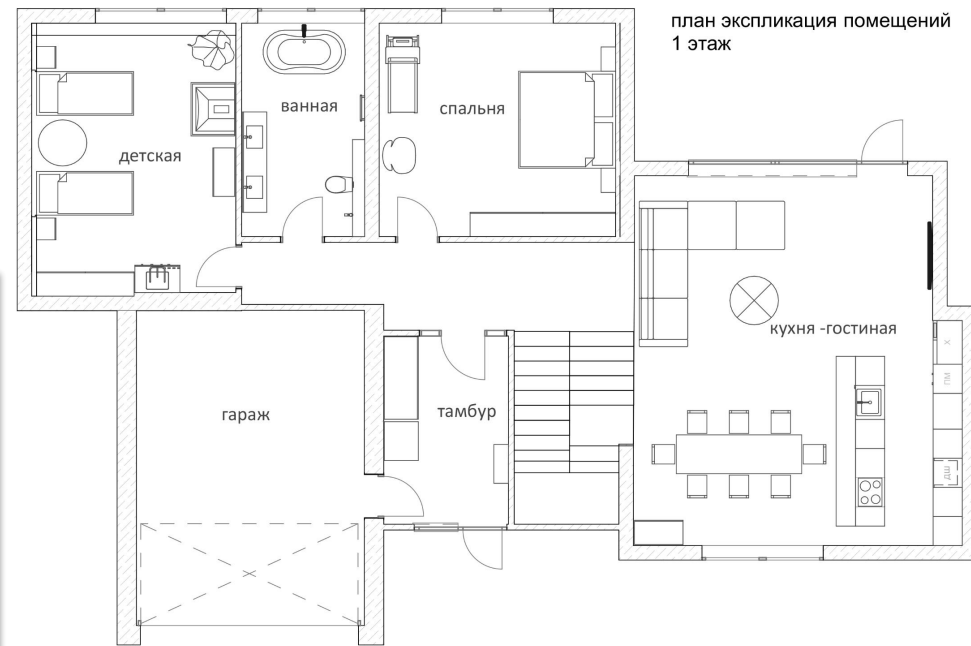 план экспликация помещений
1 этаж
ванная
спальня
детская
кухня -гостиная
гараж
тамбур
Х
ПМ
ДШ